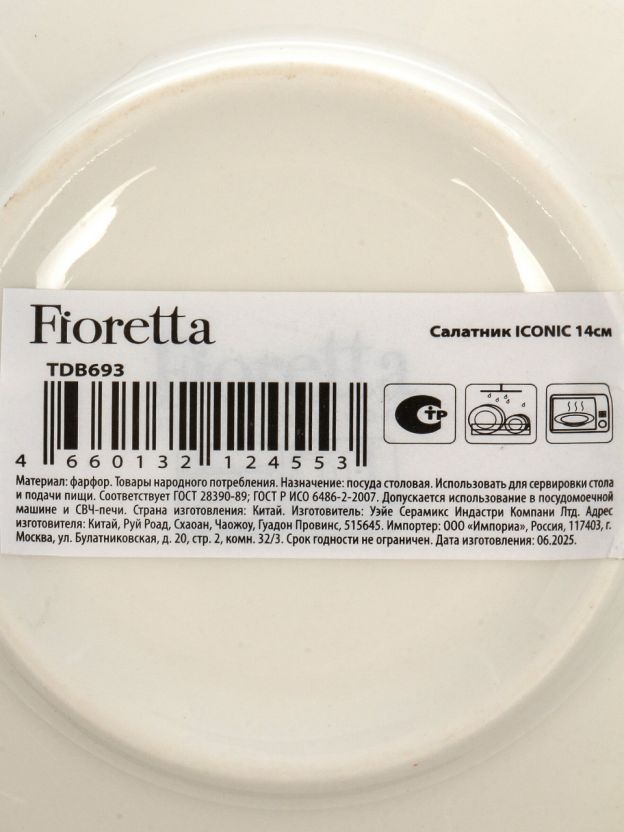 Fioretta
Салатник ICONIC 14см
TDB693
4 660132 124553
Материал: фарфор. Товары народного потребления. Назначение: посуда столовая. Использовать для сервировки стола
и подачи пищи. Соответствует ГОСТ 28390-89; ГОСТ Р ИСО 6486-2-2007. Допускается использование в посудомоечной
машине и СВЧ-печи. Страна изготовления: Китай. Изготовитель: Уэйе Серамикс Индастри Компани Лтд. Адрес
изготовителя: Китай, Руй Роад, Схаоан, Чаожоу, Гуадон Провинс, 515645. Импортер: ООО «Импориа», Россия, 117403, г.
Москва, ул. Булатниковская, д. 20, стр. 2, комн. 32/3. Срок годности не ограничен. Дата изготовления: 06.2025.